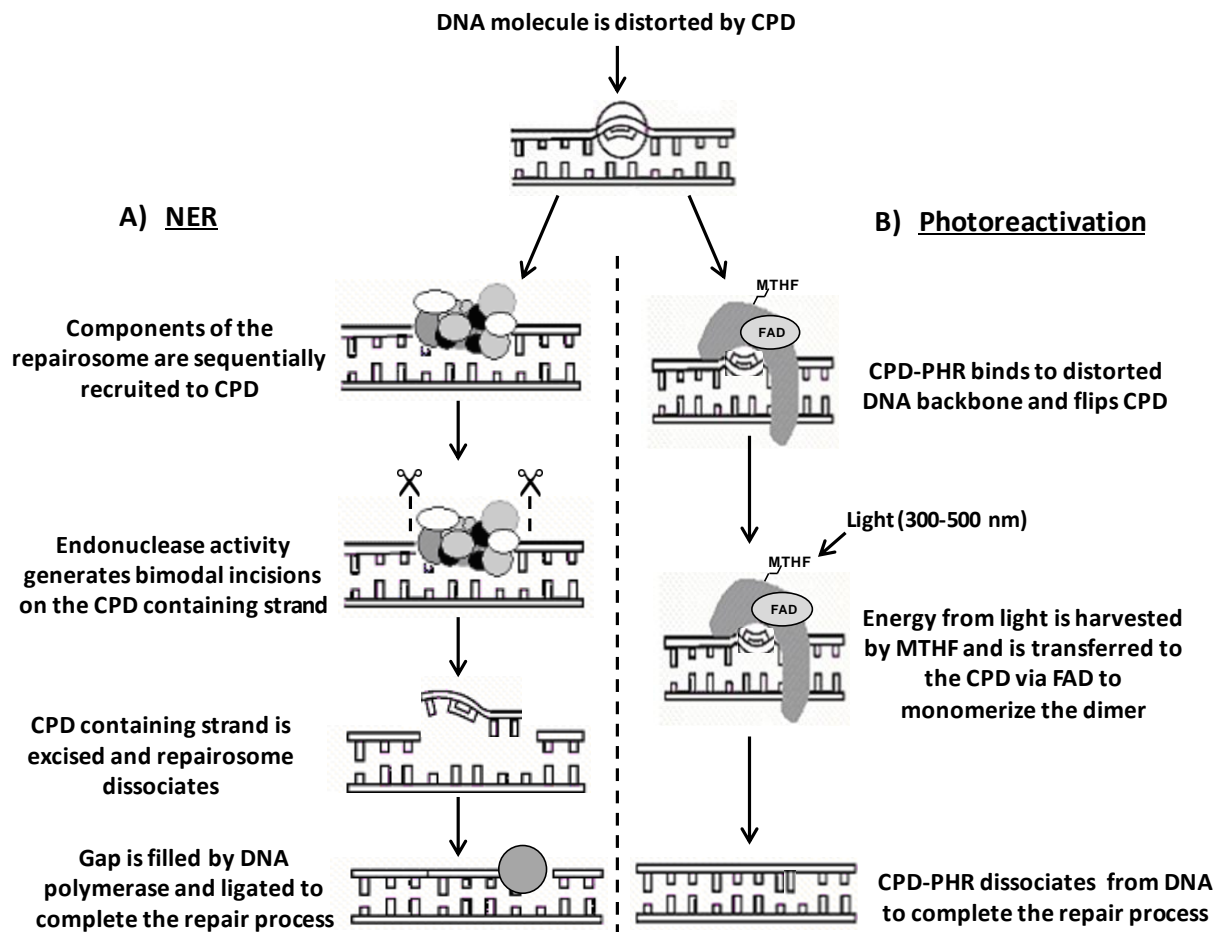 DNA molecule is distorted by CPD
A) NER
Components of the
repairosome are sequentially
recruited to CPD
Endonuclease activity
generates bimodal incisions
on the CPD containing strand
CPD containing strand is
excised and repairosome
dissociates
Gap is filled by DNA
polymerase and ligated to
complete the repair process
B) Photoreactivation
MTHF
FAD
CPD-PHR binds to distorted
DNA backbone and flips CPD
Light (300-500 nm)
MTHF
FAD
Energy from light is harvested
by MTHF and is transferred to
the CPD via FAD to
monomerize the dimer
CPD-PHR dissociates from DNA
to complete the repair process